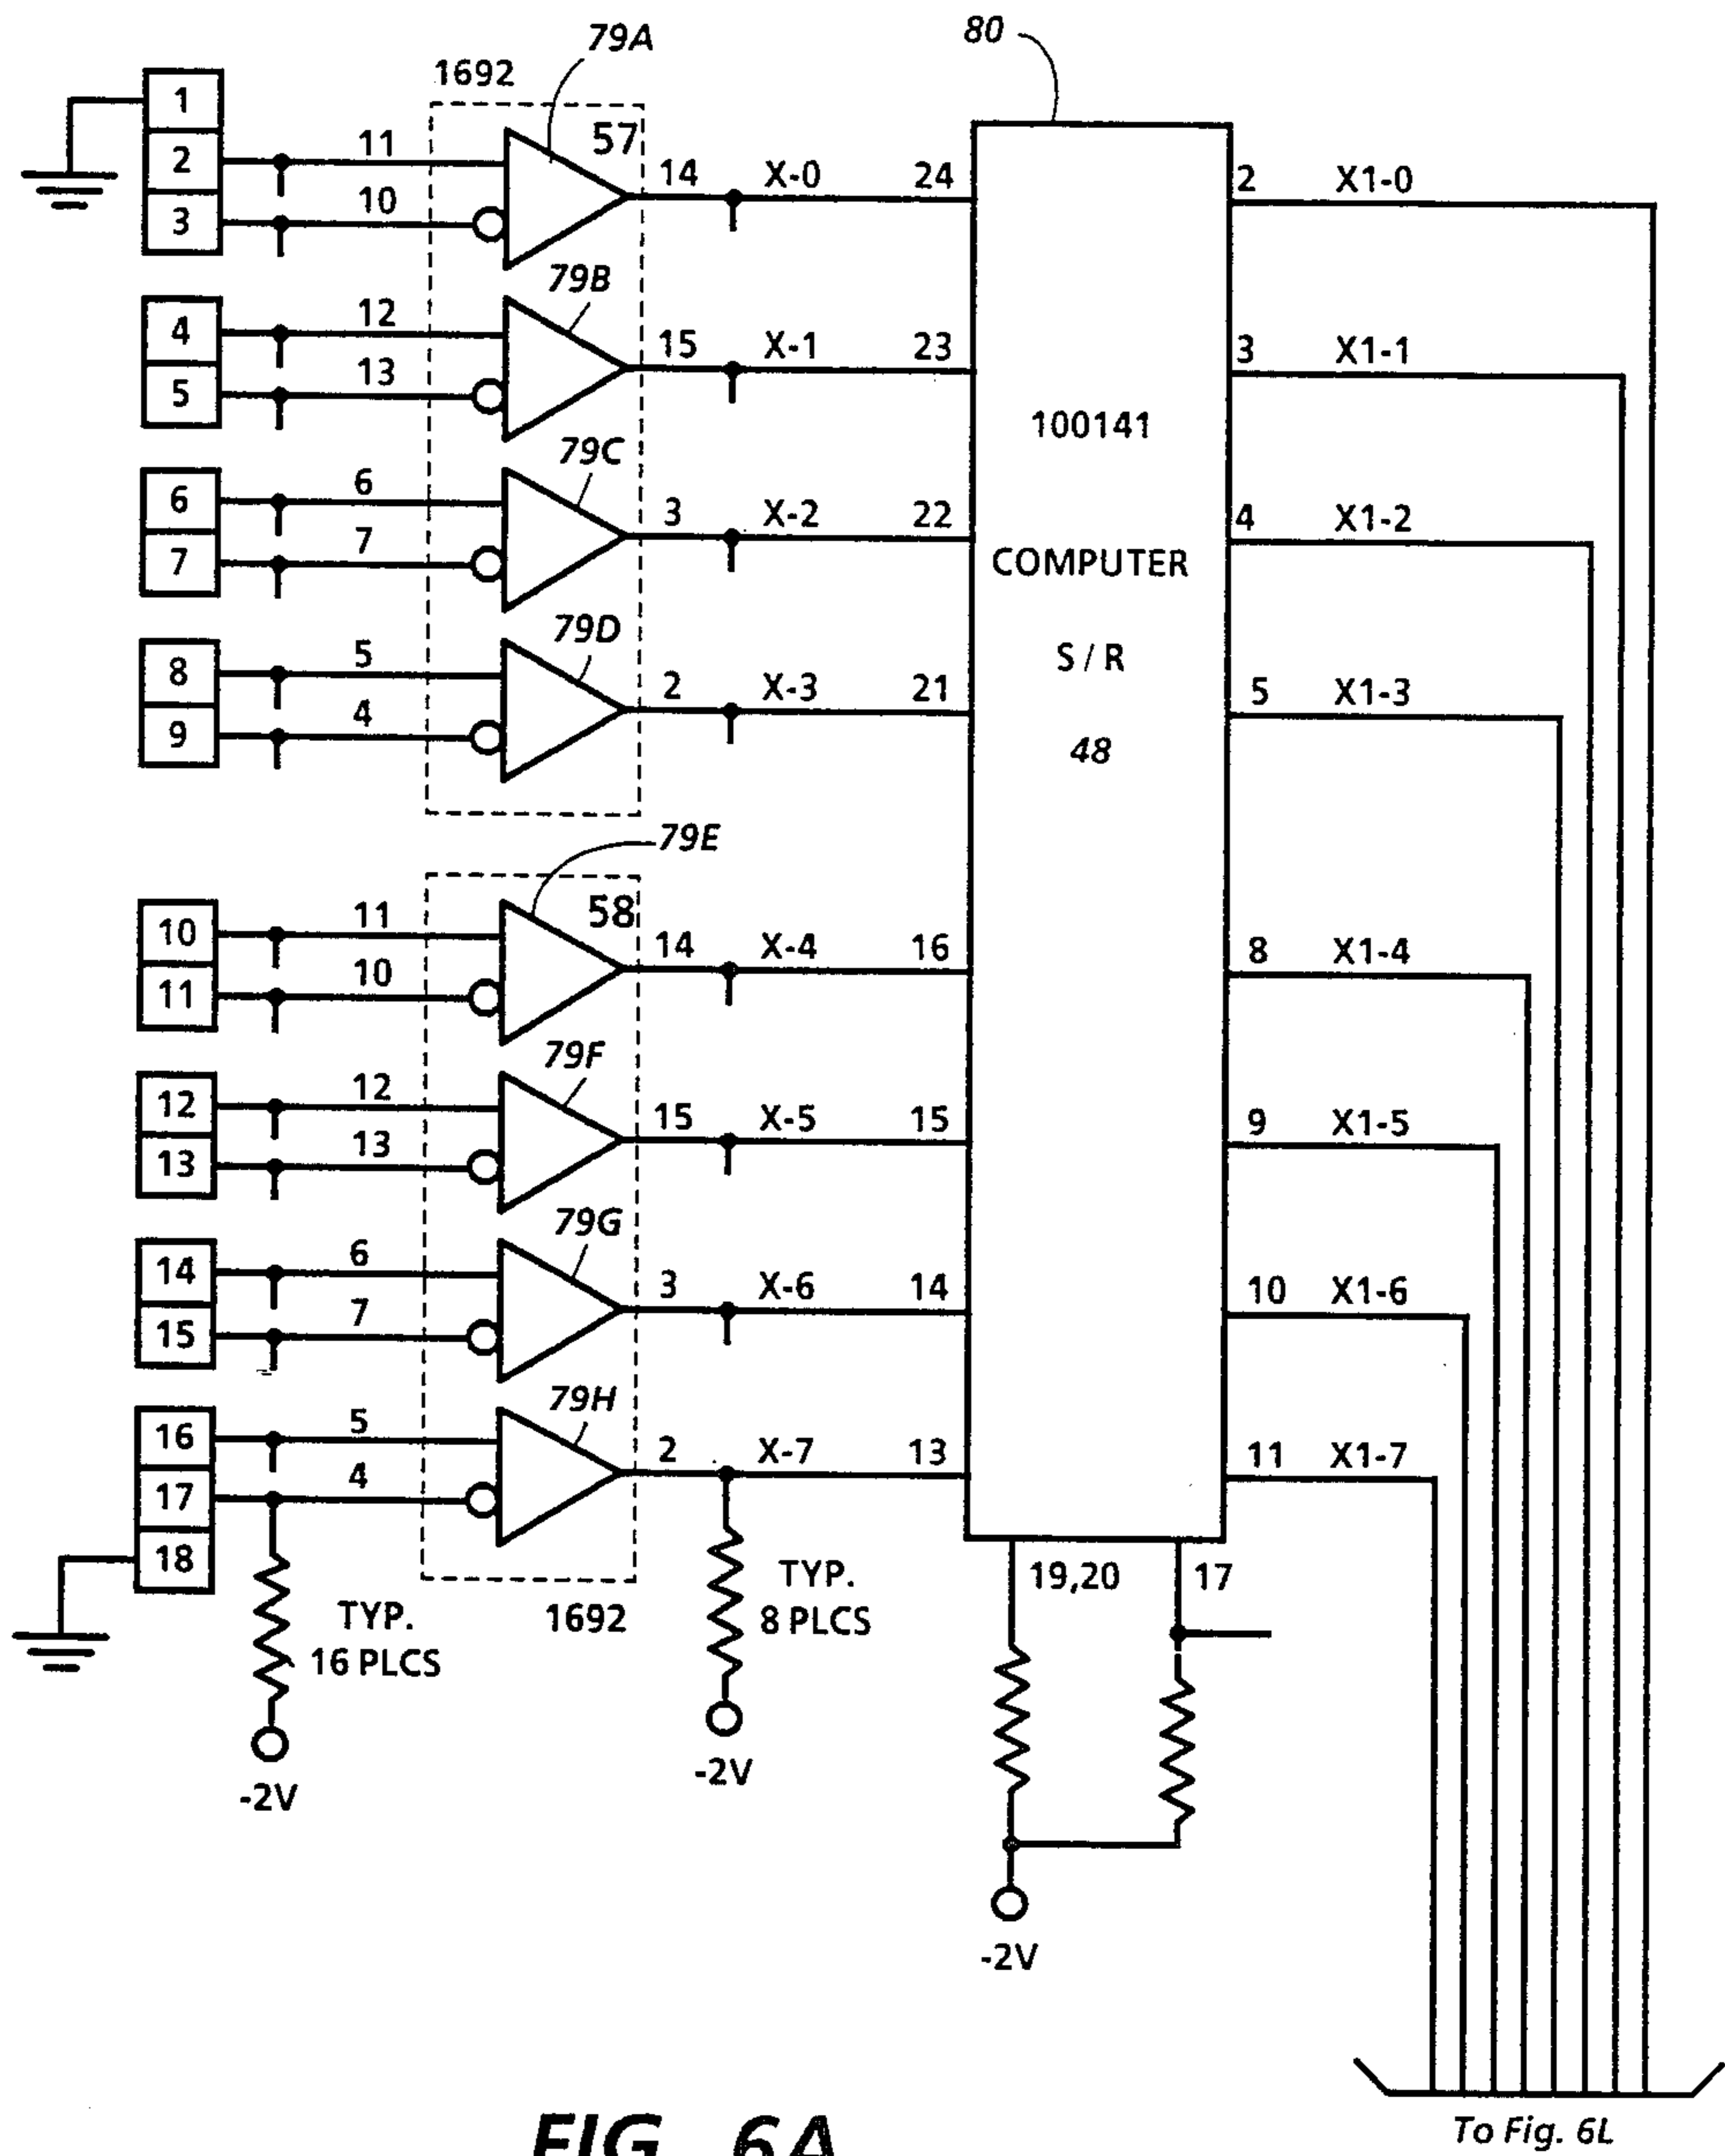 79A
80
1692
1
57
2
11
14
X-0
24
2
X1-0
3
10
79B
4
12
15
X-1
23
3
X1-1
5
13
100141
79C
6
6
3
X-2
22
4
X1-2
7
7
COMPUTER
79D
8
5
2
X-3
21
S / R
5
X1-3
9
4
48
79E
58
10
11
14
X-4
16
8
X1-4
11
10
79F
12
12
15
X-5
15
9
X1-5
13
13
79G
14
6
3
X-6
14
10
X1-6
15
7
79H
16
5
2
X-7
13
11
X1-7
17
4
18
19,20
17
TYP.
8 PLCS
TYP.
16 PLCS
1692
-2V
-2V
-2V
To Fig. 6L
FIG. 6A